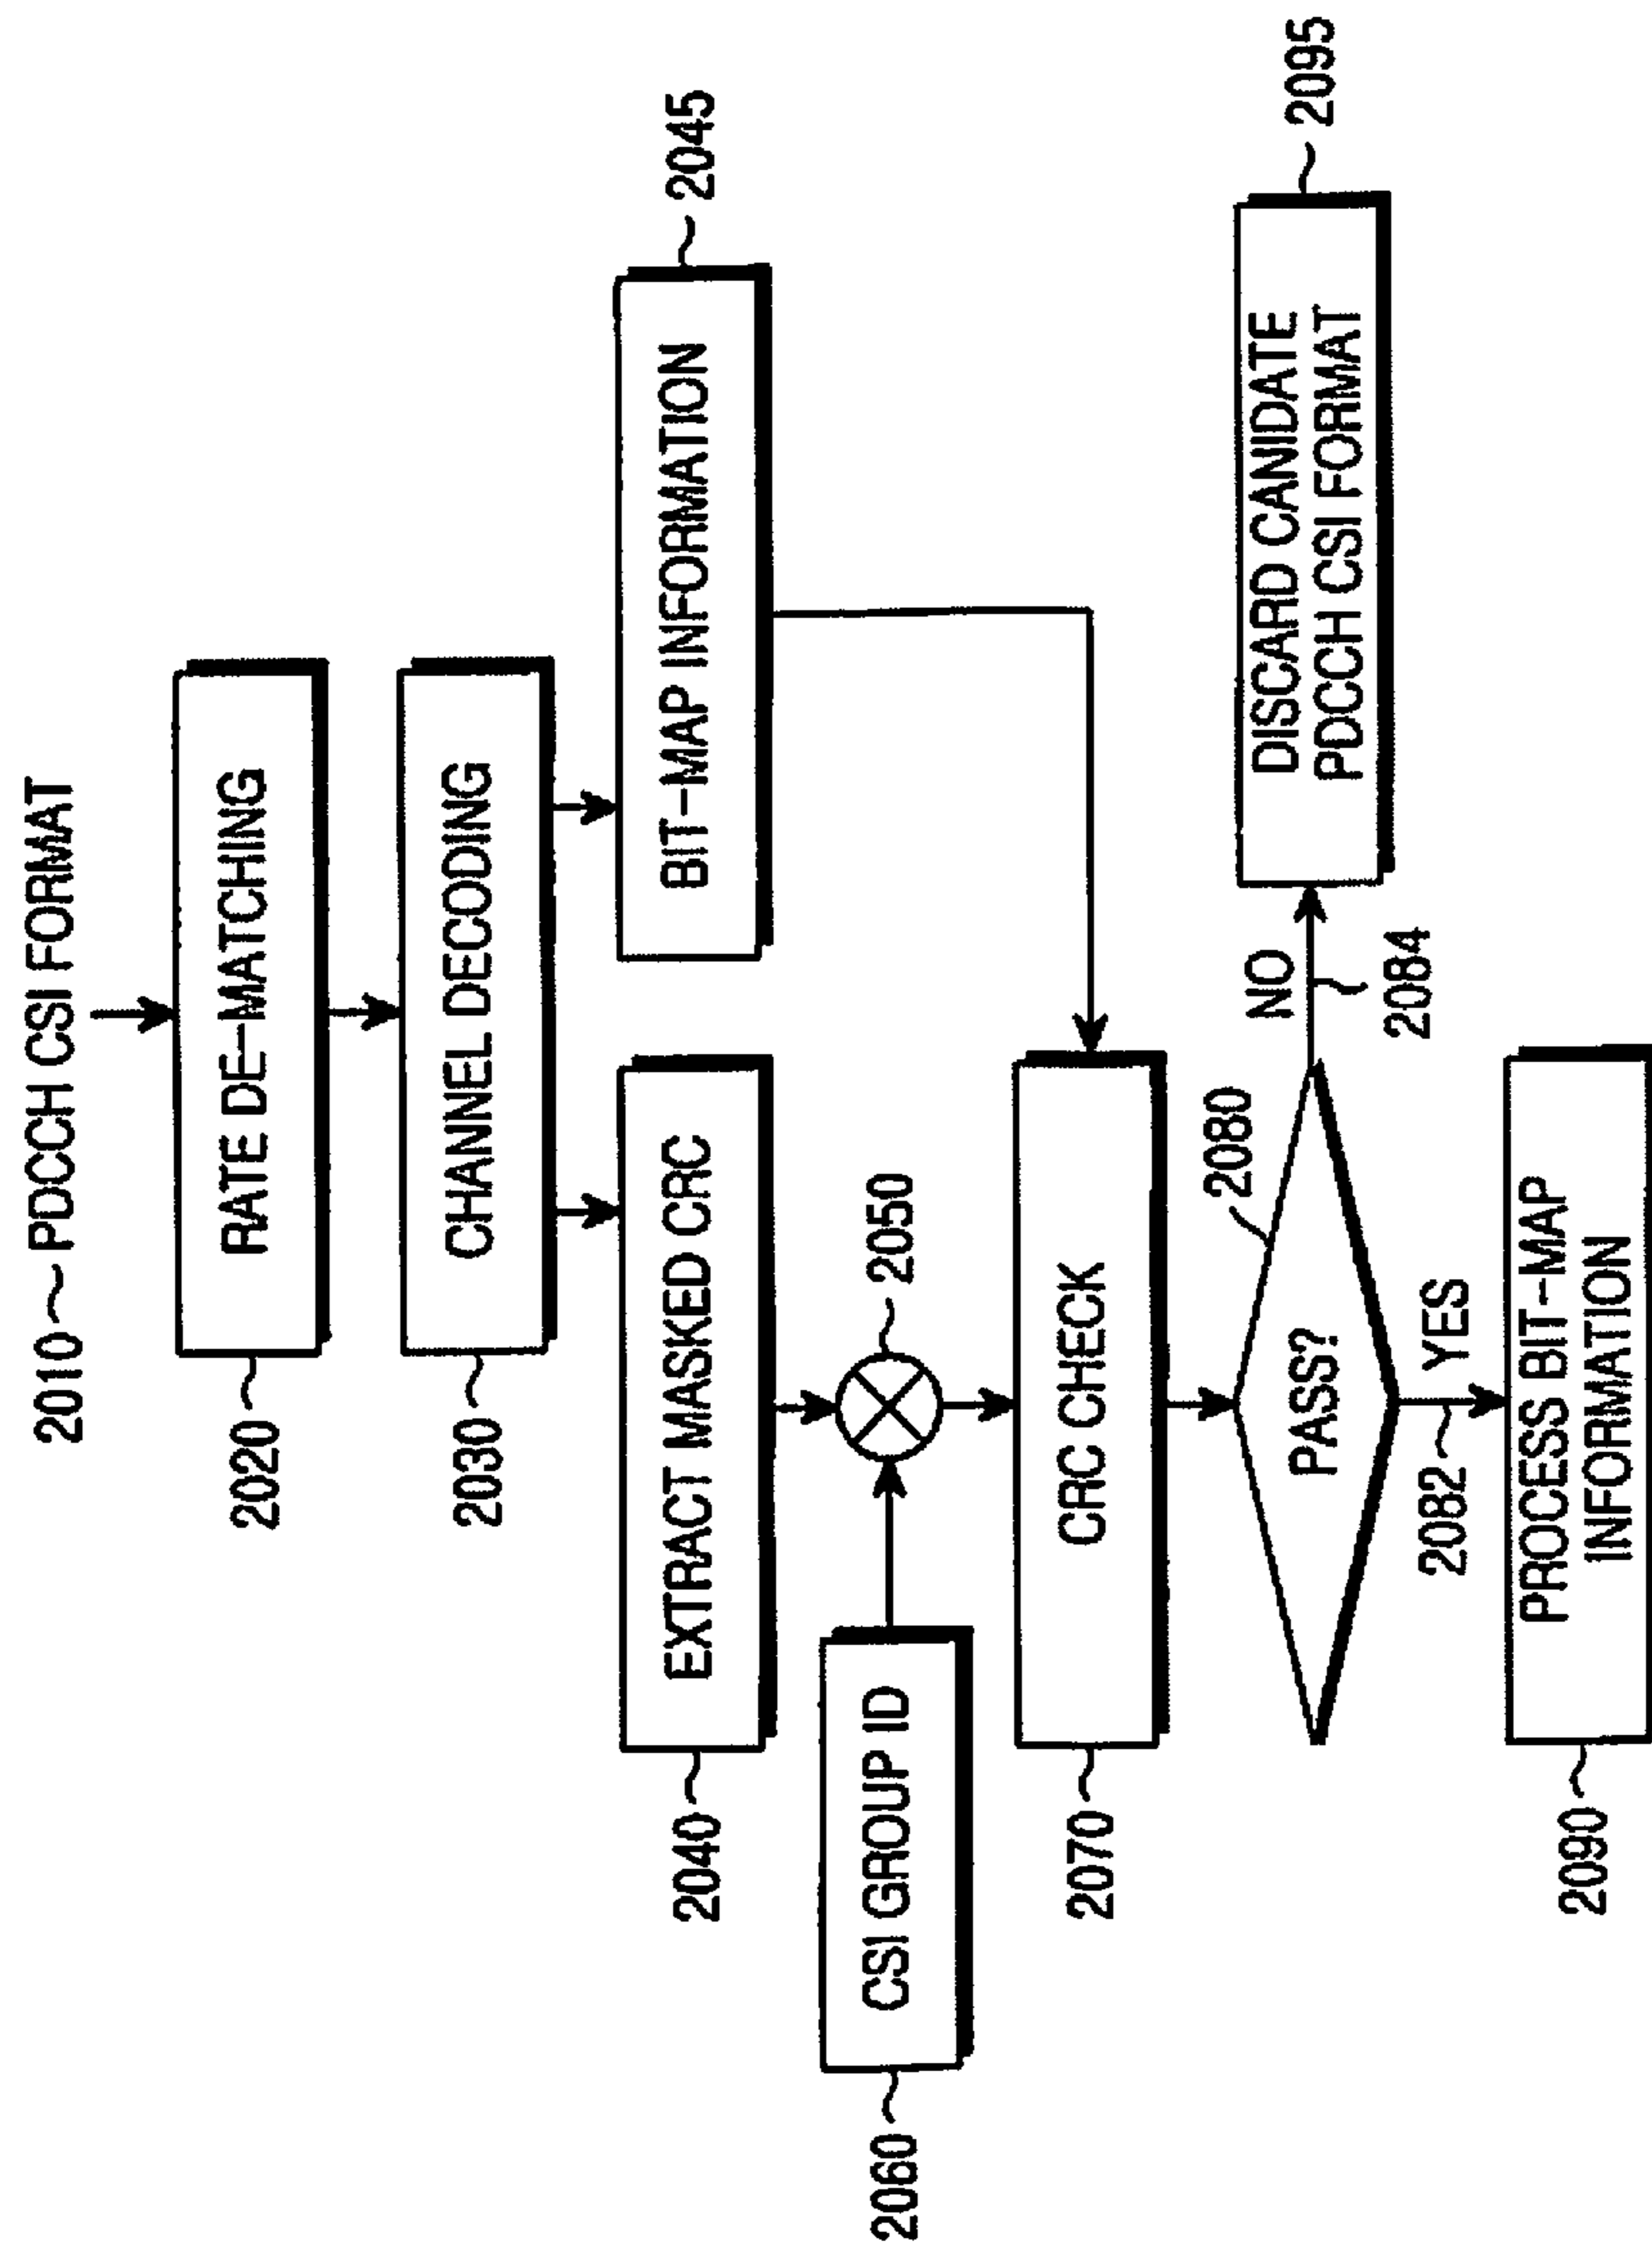 2010 PDCCH CSI FORMAT
2020
RATE DE-MATCHING
2030
CHANNEL DECODING
2040
EXTRACT MASKED CRC
BIT-MAP INFORMATION
2045
2060
CSI GROUP ID
2050
2070
CRC CHECK
2080
PASS?
NO
2084
DISCARD CANDIDATE
PDCCH CSI FORMAT
2095
2082
YES
2090
PROCESS BIT-MAP
INFORMATION